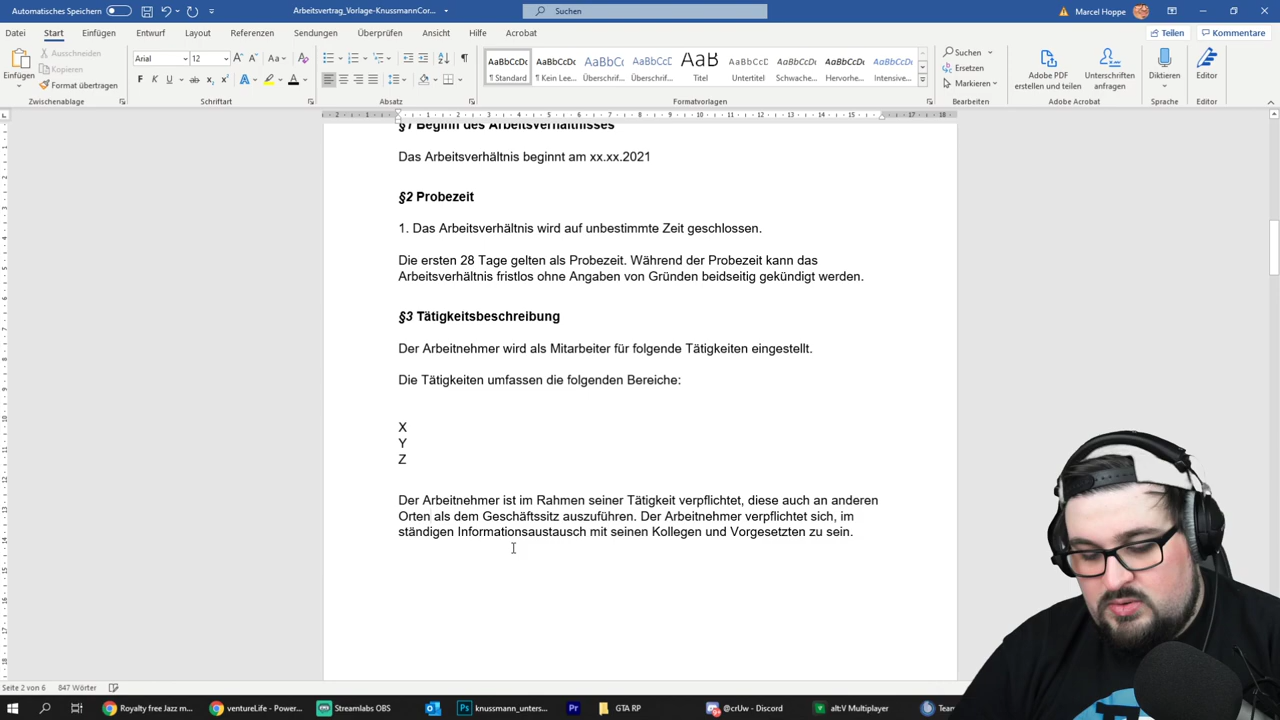 Automatisches Speichern
Arbeitsvertrag_Vorlage-KnussmannCor...
Suchen
Marcel Hoppe
Datei Start Einfügen Entwurf Layout Referenzen Sendungen Überprüfen Ansicht Hilfe Acrobat
Teilen Kommentare
Einfügen
Ausschneiden
Kopieren
Format übertragen
Zwischenablage
Arial 12
Schriftart
Absatz
AaBbCcDc AaBbCcDc AaBbCcDc AaBbCcDc AaB AaBbCcDc AaBbCcDc AaBbCcDc AaBbCcDc
¶ Standard ¶ Kein Lee... Überschrif... Überschrif... Titel Untertitel Schwache... Hervorhe... Intensive...
Formatvorlagen
Suchen
Ersetzen
Markieren
Bearbeiten
Adobe PDF
erstellen und teilen
Unterschriften
anfragen
Adobe Acrobat
Diktieren
Sprache
Editor
Editor
§1 Beginn des Arbeitsverhältnisses
Das Arbeitsverhältnis beginnt am xx.xx.2021
§2 Probezeit
1. Das Arbeitsverhältnis wird auf unbestimmte Zeit geschlossen.
Die ersten 28 Tage gelten als Probezeit. Während der Probezeit kann das
Arbeitsverhältnis fristlos ohne Angaben von Gründen beidseitig gekündigt werden.
§3 Tätigkeitsbeschreibung
Der Arbeitnehmer wird als Mitarbeiter für folgende Tätigkeiten eingestellt.
Die Tätigkeiten umfassen die folgenden Bereiche:
X
Y
Z
Der Arbeitnehmer ist im Rahmen seiner Tätigkeit verpflichtet, diese auch an anderen
Orten als dem Geschäftssitz auszuführen. Der Arbeitnehmer verpflichtet sich, im
ständigen Informationsaustausch mit seinen Kollegen und Vorgesetzten zu sein.
Seite 2 von 6 847 Wörter
Royalty free Jazz m... ventureLife - Power... Streamlabs OBS knussmann_unters... GTA RP @crUw - Discord alt:V Multiplayer Team